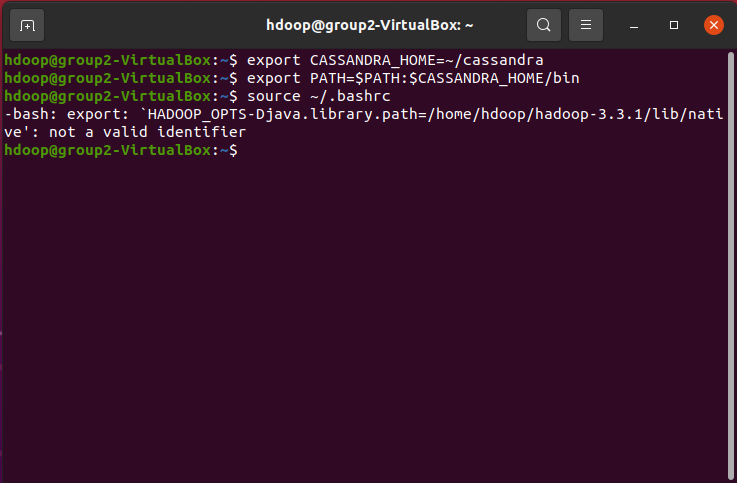 hdoop@group2-VirtualBox: ~
hdoop@group2-VirtualBox:~$ export CASSANDRA_HOME=~/cassandra
hdoop@group2-VirtualBox:~$ export PATH=$PATH:$CASSANDRA_HOME/bin
hdoop@group2-VirtualBox:~$ source ~/.bashrc
-bash: export: `HADOOP_OPTS-Djava.library.path=/home/hdoop/hadoop-3.3.1/lib/nati
ve': not a valid identifier
hdoop@group2-VirtualBox:~$